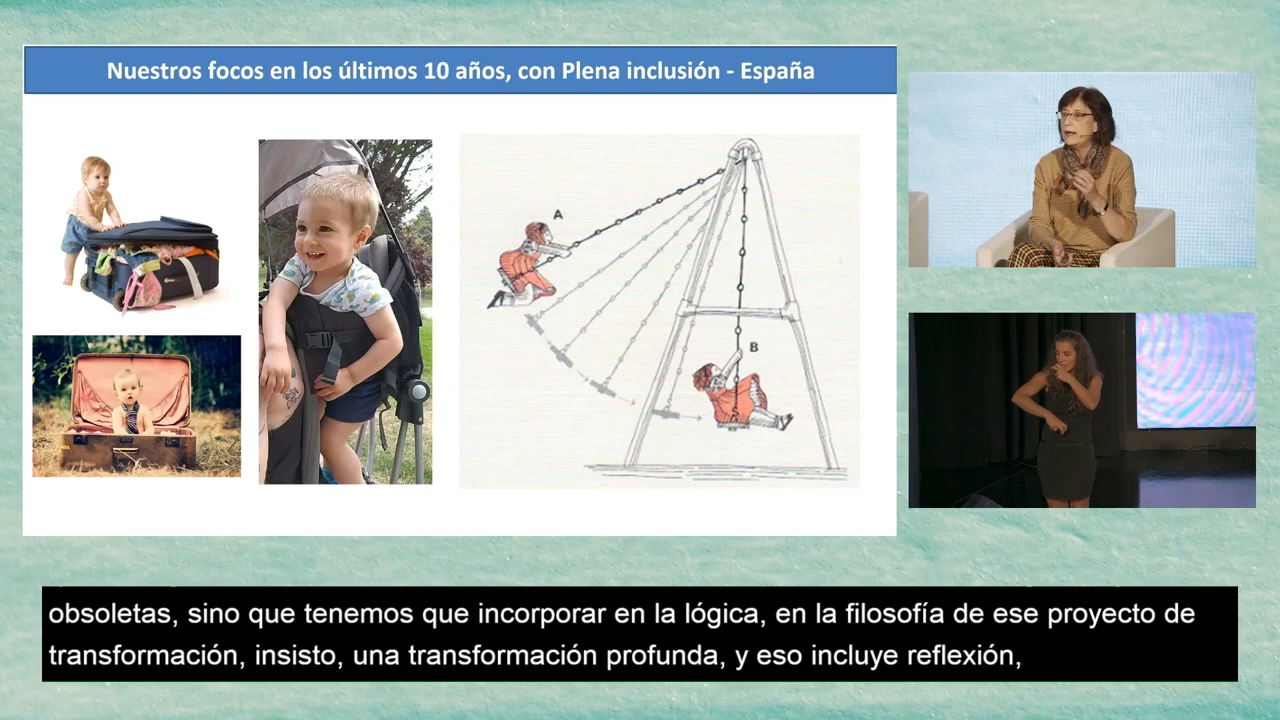 Nuestros focos en los últimos 10 años, con Plena inclusión - España
A
B
obsoletas, sino que tenemos que incorporar en la lógica, en la filosofía de ese proyecto de
transformación, insisto, una transformación profunda, y eso incluye reflexión,